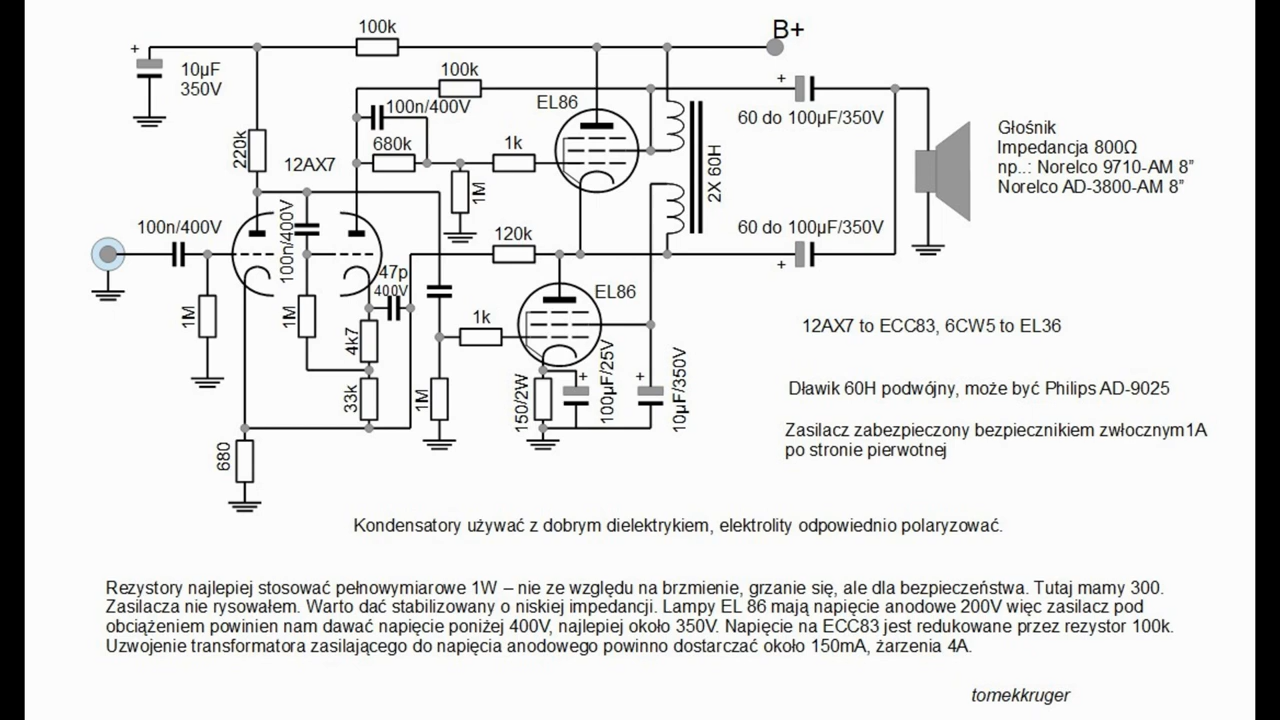 B+
100k
+
10µF
350V
100k
+
100n/400V
EL86
60 do 100µF/350V
Głośnik
Impedancja 800Ω
np..: Norelco 9710-AM 8”
Norelco AD-3800-AM 8”
220k
12AX7
680k
1k
2X 60H
1M
100n/400V
100n/400V
120k
60 do 100µF/350V
+
47p
400V
EL86
1M
1M
4k7
1k
12AX7 to ECC83, 6CW5 to EL36
33k
1M
150/2W
+
100µF/25V
+
10µF/350V
Dławik 60H podwójny, może być Philips AD-9025
Zasilacz zabezpieczony bezpiecznikiem zwłocznym1A
po stronie pierwotnej
680
Kondensatory używać z dobrym dielektrykiem, elektrolity odpowiednio polaryzować.
Rezystory najlepiej stosować pełnowymiarowe 1W – nie ze względu na brzmienie, grzanie się, ale dla bezpieczeństwa. Tutaj mamy 300.
Zasilacza nie rysowałem. Warto dać stabilizowany o niskiej impedancji. Lampy EL 86 mają napięcie anodowe 200V więc zasilacz pod
obciążeniem powinien nam dawać napięcie poniżej 400V, najlepiej około 350V. Napięcie na ECC83 jest redukowane przez rezystor 100k.
Uzwojenie transformatora zasilającego do napięcia anodowego powinno dostarczać około 150mA, żarzenia 4A.
tomekkruger